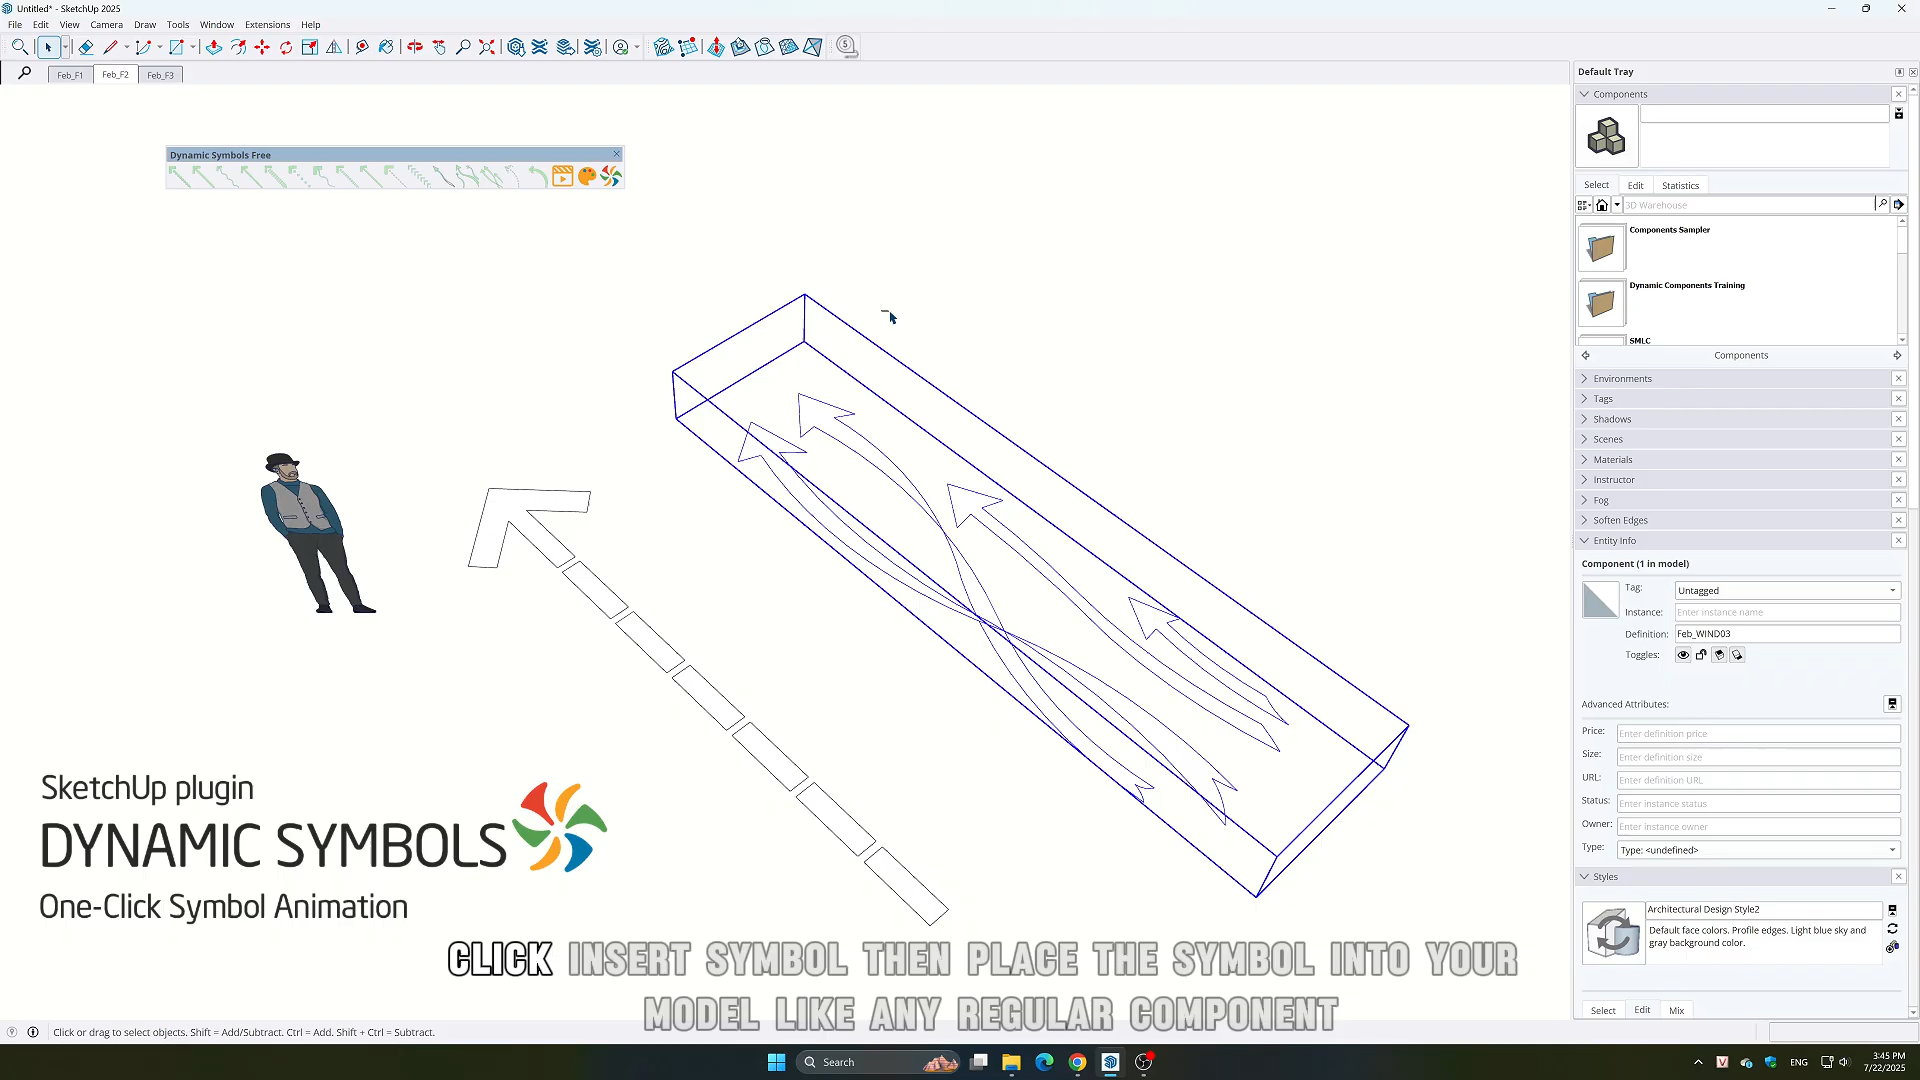 Untitled* - SketchUp 2025
File Edit View Camera Draw Tools Window Extensions Help
Feb_F1 Feb_F2 Feb_F3
Default Tray
Components
Dynamic Symbols Free
Select Edit Statistics
3D Warehouse
Components Sampler
Dynamic Components Training
SMLC
Components
Environments
Tags
Shadows
Scenes
Materials
Instructor
Fog
Soften Edges
Entity Info
Component (1 in model)
Tag: Untagged
Instance: Enter instance name
Definition: Feb_WIND03
Toggles:
Advanced Attributes:
Price: Enter definition price
Size: Enter definition size
URL: Enter definition URL
Status: Enter instance status
Owner: Enter instance owner
Type: Type: <undefined>
Styles
Architectural Design Style2
Default face colors. Profile edges. Light blue sky and
gray background color.
Select Edit Mix
SketchUp plugin
DYNAMIC SYMBOLS
One-Click Symbol Animation
CLICK INSERT SYMBOL THEN PLACE THE SYMBOL INTO YOUR
MODEL LIKE ANY REGULAR COMPONENT
Click or drag to select objects. Shift = Add/Subtract. Ctrl = Add. Shift + Ctrl = Subtract.
Search
ENG
3:45 PM
7/22/2025